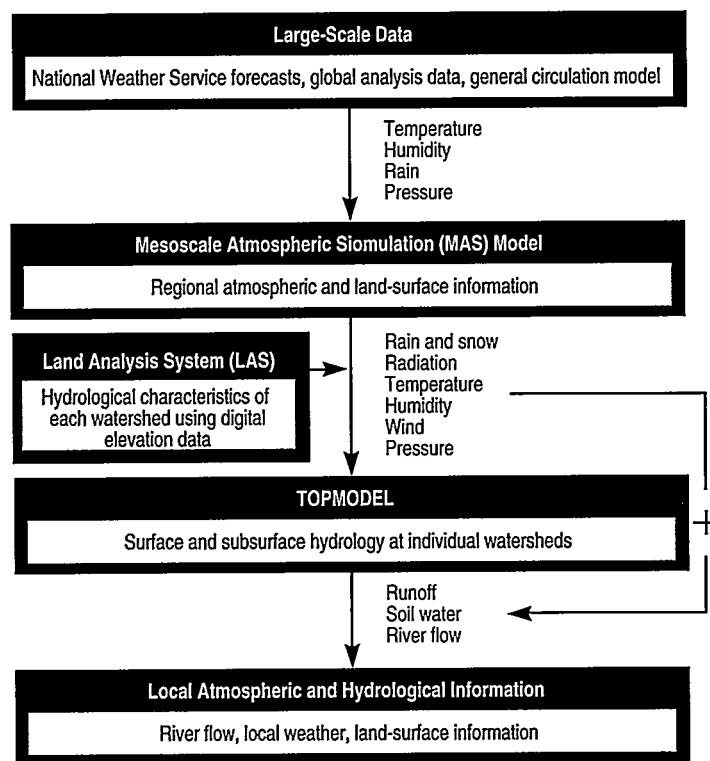 Large-Scale Data
National Weather Service forecasts, global analysis data, general circulation model
Temperature
Humidity
Rain
Pressure
Mesoscale Atmospheric Siomulation (MAS) Model
Regional atmospheric and land-surface information
Land Analysis System (LAS)
Hydrological characteristics of
each watershed using digital
elevation data
Rain and snow
Radiation
Temperature
Humidity
Wind
Pressure
TOPMODEL
Surface and subsurface hydrology at individual watersheds
Runoff
Soil water
River flow
Local Atmospheric and Hydrological Information
River flow, local weather, land-surface information